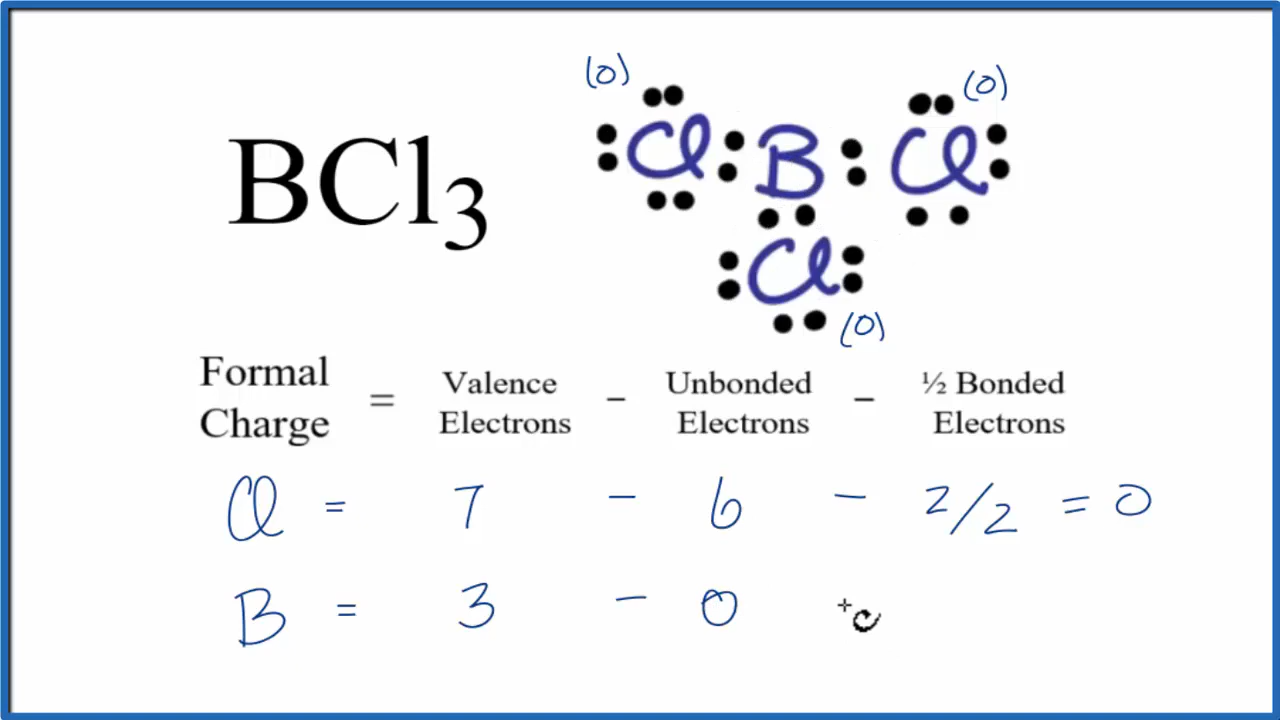 BCl₃
(0) (0)
Cl B Cl
Cl
(0)
Formal Charge = Valence Electrons − Unbonded Electrons − ½ Bonded Electrons
Cl = 7 − 6 − 2/2 = 0
B = 3 − 0